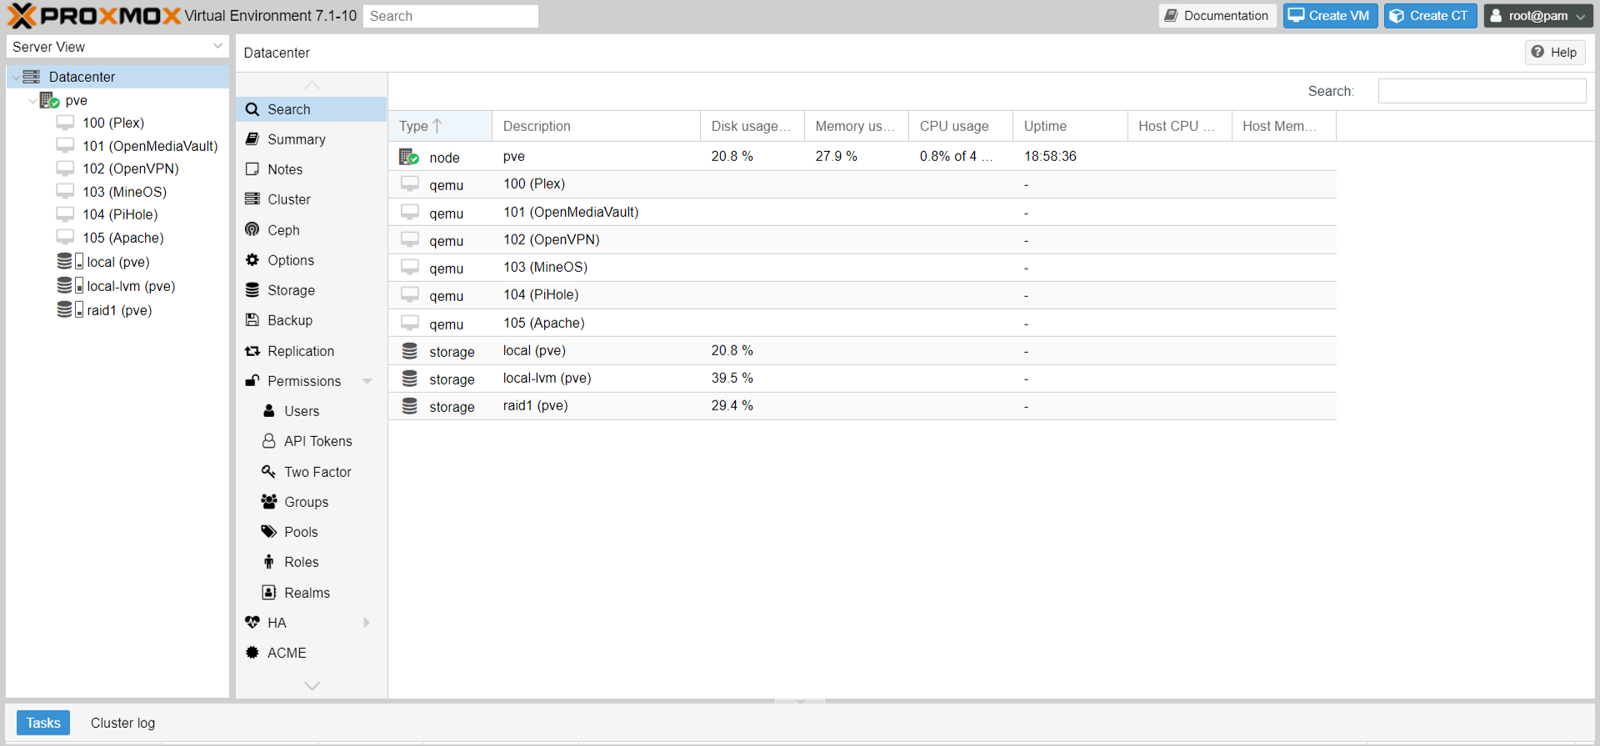 PROXMOX Virtual Environment 7.1-10 Search Documentation Create VM Create CT root@pam
Server View
Datacenter
pve
100 (Plex)
101 (OpenMediaVault)
102 (OpenVPN)
103 (MineOS)
104 (PiHole)
105 (Apache)
local (pve)
local-lvm (pve)
raid1 (pve)
Datacenter Help
Search
Summary
Notes
Cluster
Ceph
Options
Storage
Backup
Replication
Permissions
Users
API Tokens
Two Factor
Groups
Pools
Roles
Realms
HA
ACME
Search:
Type Description Disk usage... Memory us... CPU usage Uptime Host CPU ... Host Mem...
node pve 20.8 % 27.9 % 0.8% of 4 ... 18:58:36
qemu 100 (Plex) -
qemu 101 (OpenMediaVault) -
qemu 102 (OpenVPN) -
qemu 103 (MineOS) -
qemu 104 (PiHole) -
qemu 105 (Apache) -
storage local (pve) 20.8 % -
storage local-lvm (pve) 39.5 % -
storage raid1 (pve) 29.4 % -
Tasks Cluster log